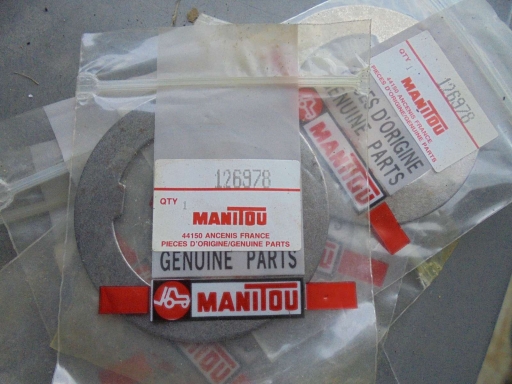 126978
QTY 1
MANITOU
44150 ANCENIS FRANCE
PIECES D'ORIGINE/GENUINE PARTS
GENUINE PARTS
MANITOU
126978
QTY 1
MANITOU
44150 ANCENIS FRANCE
PIECES D'ORIGINE/GENUINE PARTS
PIECES D'ORIGINE
GENUINE PARTS
MANITOU